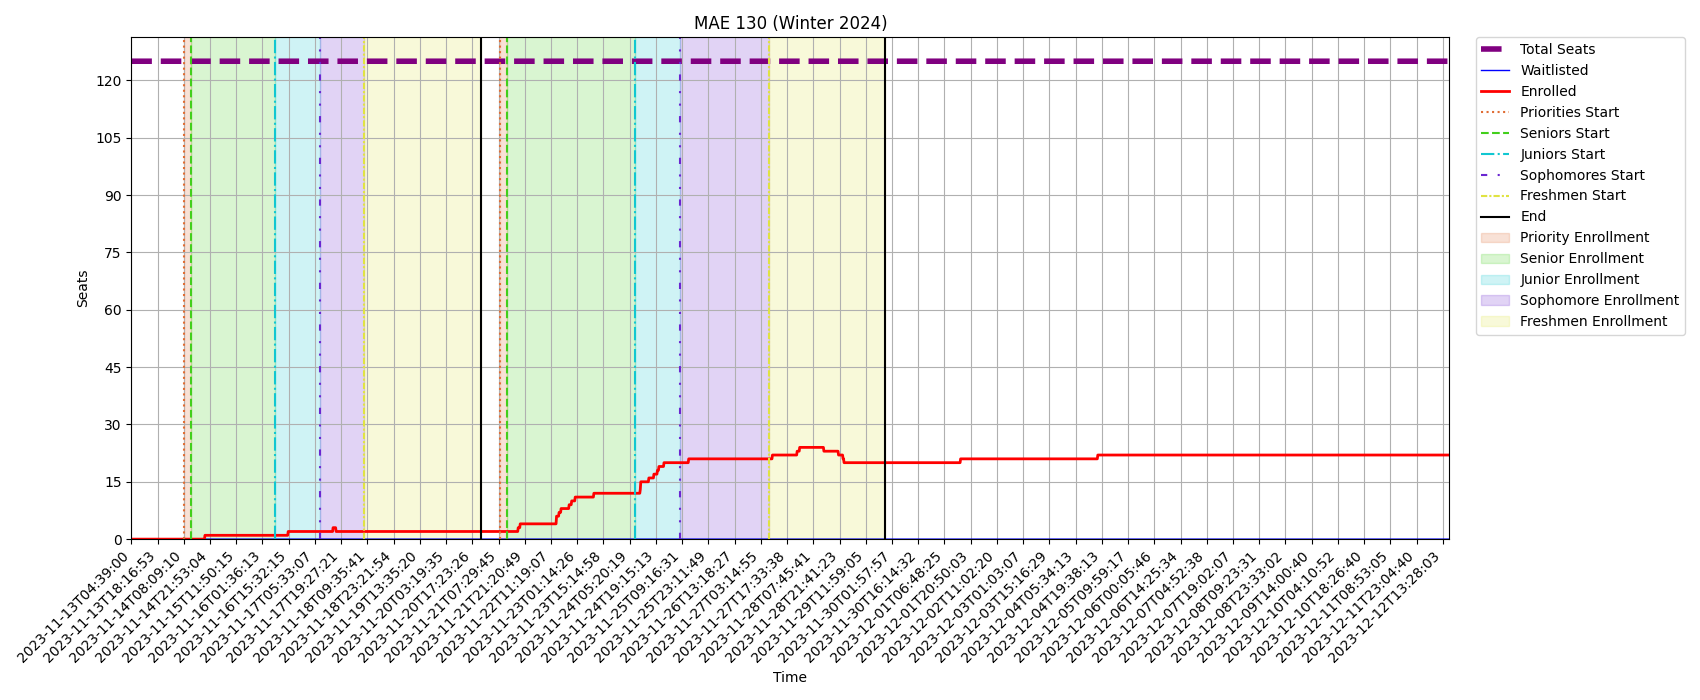 MAE 130 (Winter 2024)
Total Seats
Waitlisted
Enrolled
Priorities Start
Seniors Start
Juniors Start
Sophomores Start
Freshmen Start
End
Priority Enrollment
Senior Enrollment
Junior Enrollment
Sophomore Enrollment
Freshmen Enrollment
Seats
120
105
90
75
60
45
30
15
0
2023-11-13T04:39:00
2023-11-13T18:16:53
2023-11-14T08:09:10
2023-11-14T21:53:04
2023-11-15T11:50:15
2023-11-16T01:36:13
2023-11-16T15:32:15
2023-11-17T05:33:07
2023-11-17T19:27:21
2023-11-18T09:35:41
2023-11-18T23:21:54
2023-11-19T13:35:20
2023-11-20T03:19:35
2023-11-20T17:23:26
2023-11-21T07:29:45
2023-11-21T21:20:49
2023-11-22T11:19:07
2023-11-23T01:14:26
2023-11-23T15:14:58
2023-11-24T05:20:19
2023-11-24T19:15:13
2023-11-25T09:16:31
2023-11-25T23:11:49
2023-11-26T13:18:27
2023-11-27T03:14:55
2023-11-27T17:33:38
2023-11-28T07:45:41
2023-11-28T21:41:23
2023-11-29T11:59:05
2023-11-30T01:57:57
2023-11-30T16:14:32
2023-12-01T06:48:25
2023-12-01T20:50:03
2023-12-02T11:02:20
2023-12-03T01:03:07
2023-12-03T15:16:29
2023-12-04T05:34:13
2023-12-04T19:38:13
2023-12-05T09:59:17
2023-12-06T00:05:46
2023-12-06T14:25:34
2023-12-07T04:52:38
2023-12-07T19:02:07
2023-12-08T09:23:31
2023-12-08T23:33:02
2023-12-09T14:00:40
2023-12-10T04:10:52
2023-12-10T18:26:40
2023-12-11T08:53:05
2023-12-11T23:04:40
2023-12-12T13:28:03
Time